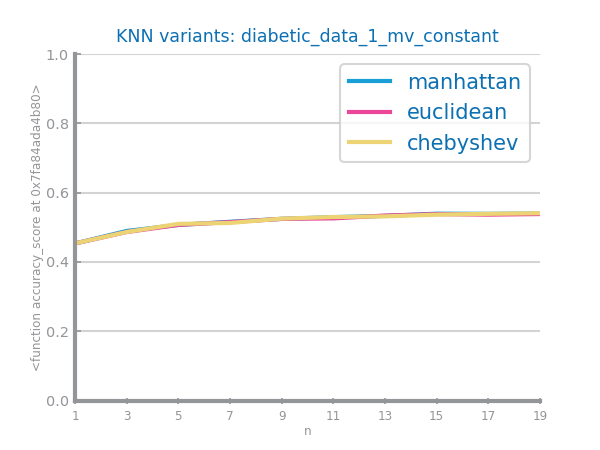 KNN variants: diabetic_data_1_mv_constant
<function accuracy_score at 0x7fa84ada4b80>
1.0
0.8
0.6
0.4
0.2
0.0
manhattan
euclidean
chebyshev
1 3 5 7 9 11 13 15 17 19
n